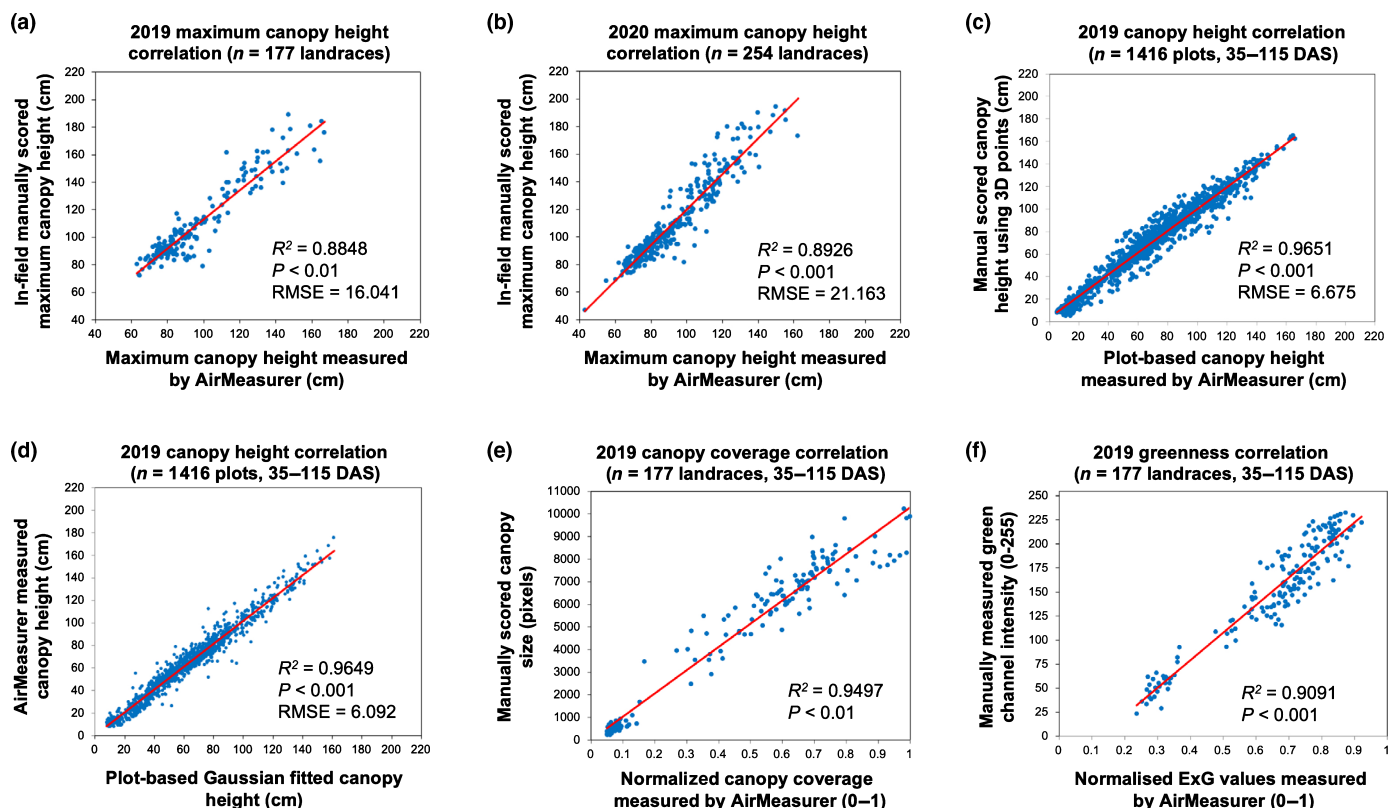 (a)
2019 maximum canopy height
correlation (n = 177 landraces)
In-field manually scored
maximum canopy height (cm)
220
200
180
160
140
120
100
80
60
40
R² = 0.8848
P < 0.01
RMSE = 16.041
40 60 80 100 120 140 160 180 200 220
Maximum canopy height measured
by AirMeasurer (cm)
(b)
2020 maximum canopy height
correlation (n = 254 landraces)
In-field manually scored
maximum canopy height (cm)
220
200
180
160
140
120
100
80
60
40
R² = 0.8926
P < 0.001
RMSE = 21.163
40 60 80 100 120 140 160 180 200 220
Maximum canopy height measured
by AirMeasurer (cm)
(c)
2019 canopy height correlation
(n = 1416 plots, 35–115 DAS)
Manual scored canopy
height using 3D points (cm)
220
200
180
160
140
120
100
80
60
40
20
0
R² = 0.9651
P < 0.001
RMSE = 6.675
0 20 40 60 80 100 120 140 160 180 200 220
Plot-based canopy height
measured by AirMeasurer (cm)
(d)
2019 canopy height correlation
(n = 1416 plots, 35–115 DAS)
AirMeasurer measured
canopy height (cm)
220
200
180
160
140
120
100
80
60
40
20
0
R² = 0.9649
P < 0.001
RMSE = 6.092
0 20 40 60 80 100 120 140 160 180 200 220
Plot-based Gaussian fitted canopy
height (cm)
(e)
2019 canopy coverage correlation
(n = 177 landraces, 35–115 DAS)
Manually scored canopy
size (pixels)
11000
10000
9000
8000
7000
6000
5000
4000
3000
2000
1000
0
R² = 0.9497
P < 0.01
0 0.1 0.2 0.3 0.4 0.5 0.6 0.7 0.8 0.9 1
Normalized canopy coverage
measured by AirMeasurer (0–1)
(f)
2019 greenness correlation
(n = 177 landraces, 35–115 DAS)
Manually measured green
channel intensity (0-255)
250
225
200
175
150
125
100
75
50
25
0
R² = 0.9091
P < 0.001
0 0.1 0.2 0.3 0.4 0.5 0.6 0.7 0.8 0.9 1
Normalised ExG values measured
by AirMeasurer (0–1)